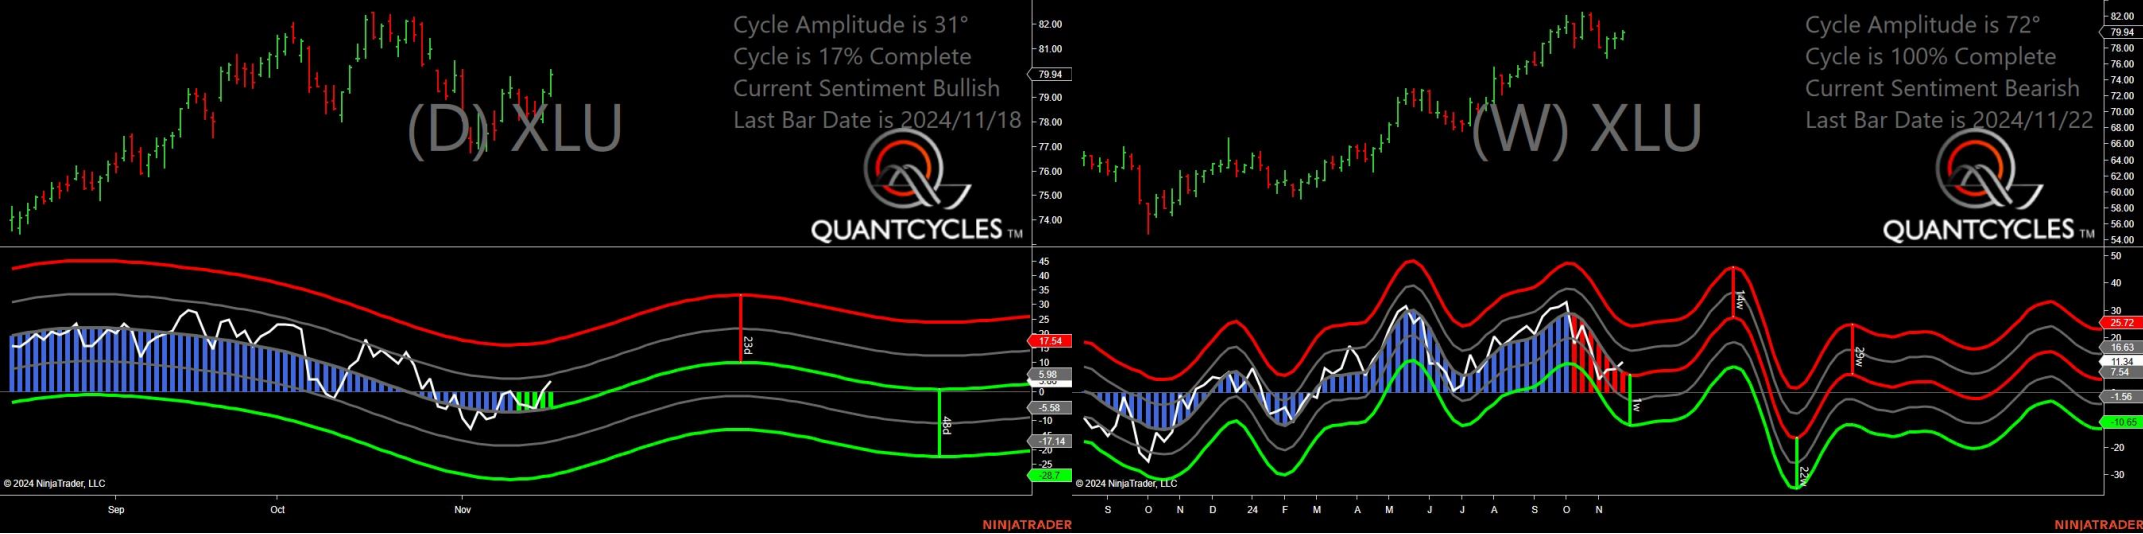 Cycle Amplitude is 31°
Cycle is 17% Complete
Current Sentiment Bullish
Last Bar Date is 2024/11/18
(D) XLU
QUANTCYCLES TM
82.00
81.00
79.94
79.00
78.00
77.00
76.00
75.00
74.00
45
40
35
30
25
17.54
15
10
5.98
0
-5.58
-10
-17.14
-20
-25
-28.7
23d
48d
© 2024 NinjaTrader, LLC
Sep Oct Nov
NINJATRADER
Cycle Amplitude is 72°
Cycle is 100% Complete
Current Sentiment Bearish
Last Bar Date is 2024/11/22
(W) XLU
QUANTCYCLES TM
82.00
79.94
78.00
76.00
74.00
72.00
70.00
68.00
66.00
64.00
62.00
60.00
58.00
56.00
54.00
50
40
30
25.72
20
16.63
11.34
7.54
-1.56
-10.65
-20
-30
14w
29w
1w
22w
© 2024 NinjaTrader, LLC
S O N D 24 F M A M J J A S O N
NINJATRADER